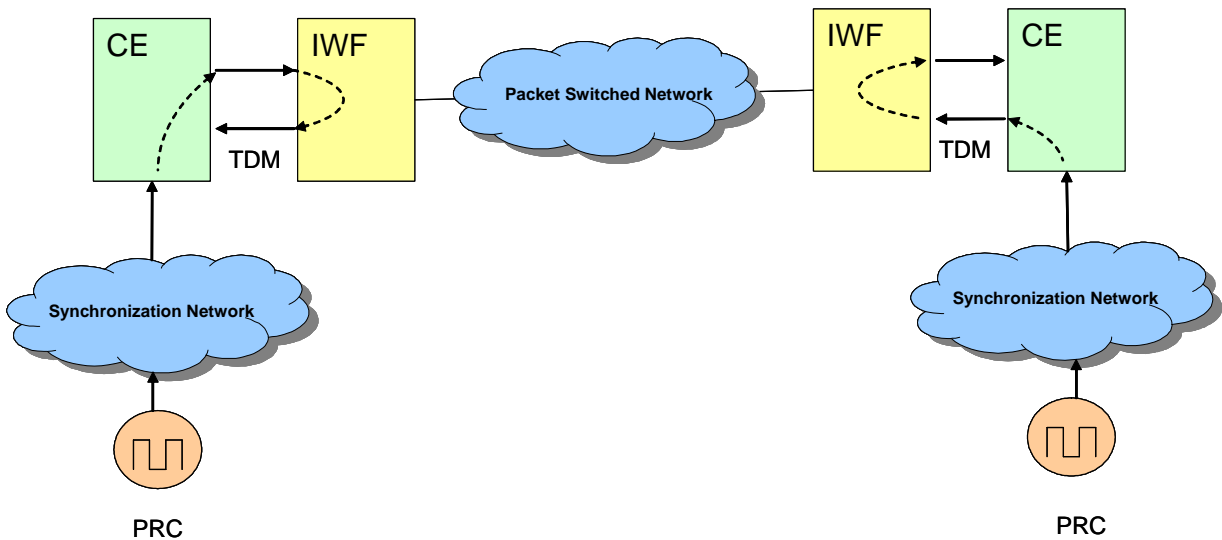 CE
IWF
IWF
CE
Packet Switched Network
TDM
TDM
Synchronization Network
Synchronization Network
PRC
PRC